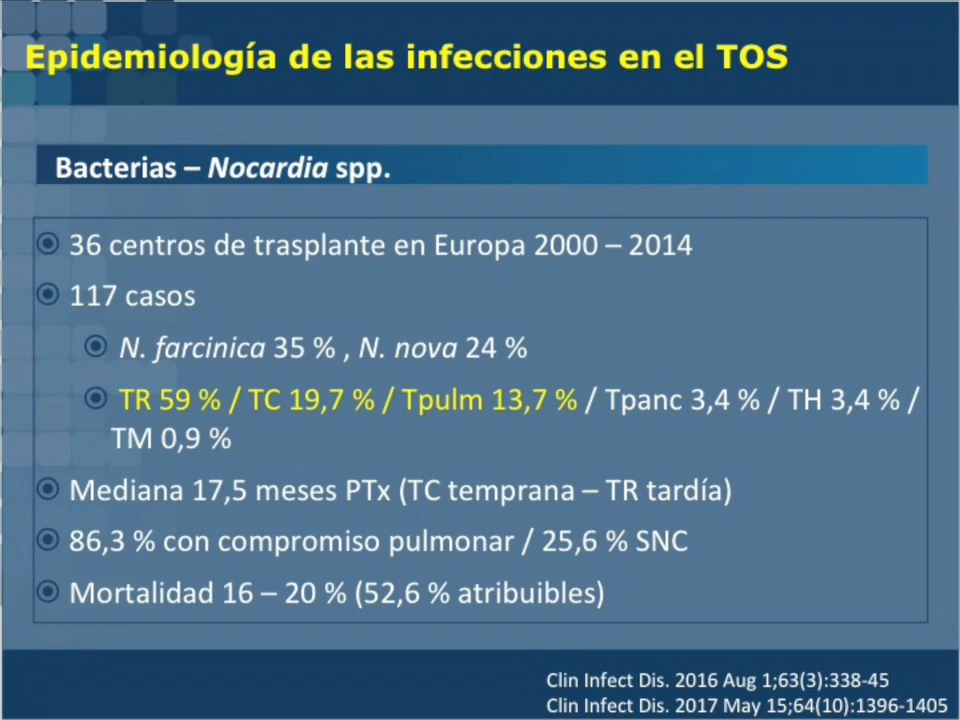 Epidemiología de las infecciones en el TOS
Bacterias – Nocardia spp.
36 centros de trasplante en Europa 2000 – 2014
117 casos
N. farcinica 35 % , N. nova 24 %
TR 59 % / TC 19,7 % / Tpulm 13,7 % / Tpanc 3,4 % / TH 3,4 % /
TM 0,9 %
Mediana 17,5 meses PTx (TC temprana – TR tardía)
86,3 % con compromiso pulmonar / 25,6 % SNC
Mortalidad 16 – 20 % (52,6 % atribuibles)
Clin Infect Dis. 2016 Aug 1;63(3):338-45
Clin Infect Dis. 2017 May 15;64(10):1396-1405